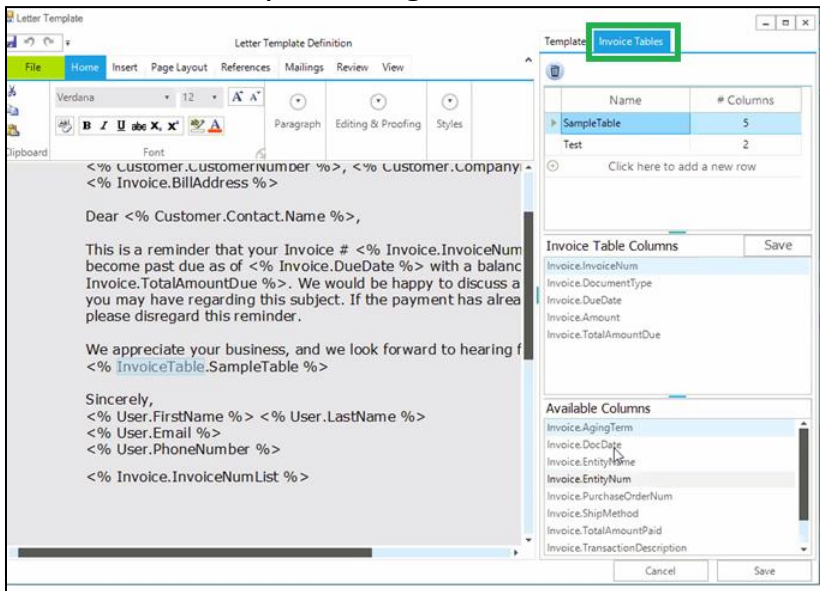 Letter Template
Letter Template Definition
File Home Insert Page Layout References Mailings Review View
Verdana 12 A A
B I U abc X, X A
Clipboard Font Paragraph Editing & Proofing Styles
<% Customer.CustomerNumber %>, <% Customer.Company
<% Invoice.BillAddress %>
Dear <% Customer.Contact.Name %>,
This is a reminder that your Invoice # <% Invoice.InvoiceNum
become past due as of <% Invoice.DueDate %> with a balanc
Invoice.TotalAmountDue %>. We would be happy to discuss a
you may have regarding this subject. If the payment has alrea
please disregard this reminder.
We appreciate your business, and we look forward to hearing f
<% InvoiceTable.SampleTable %>
Sincerely,
<% User.FirstName %> <% User.LastName %>
<% User.Email %>
<% User.PhoneNumber %>
<% Invoice.InvoiceNumList %>
Template Invoice Tables
Name # Columns
SampleTable 5
Test 2
Click here to add a new row
Invoice Table Columns Save
Invoice.InvoiceNum
Invoice.DocumentType
Invoice.DueDate
Invoice.Amount
Invoice.TotalAmountDue
Available Columns
Invoice.AgingTerm
Invoice.DocDate
Invoice.EntityName
Invoice.EntityNum
Invoice.PurchaseOrderNum
Invoice.ShipMethod
Invoice.TotalAmountPaid
Invoice.TransactionDescription
Cancel Save